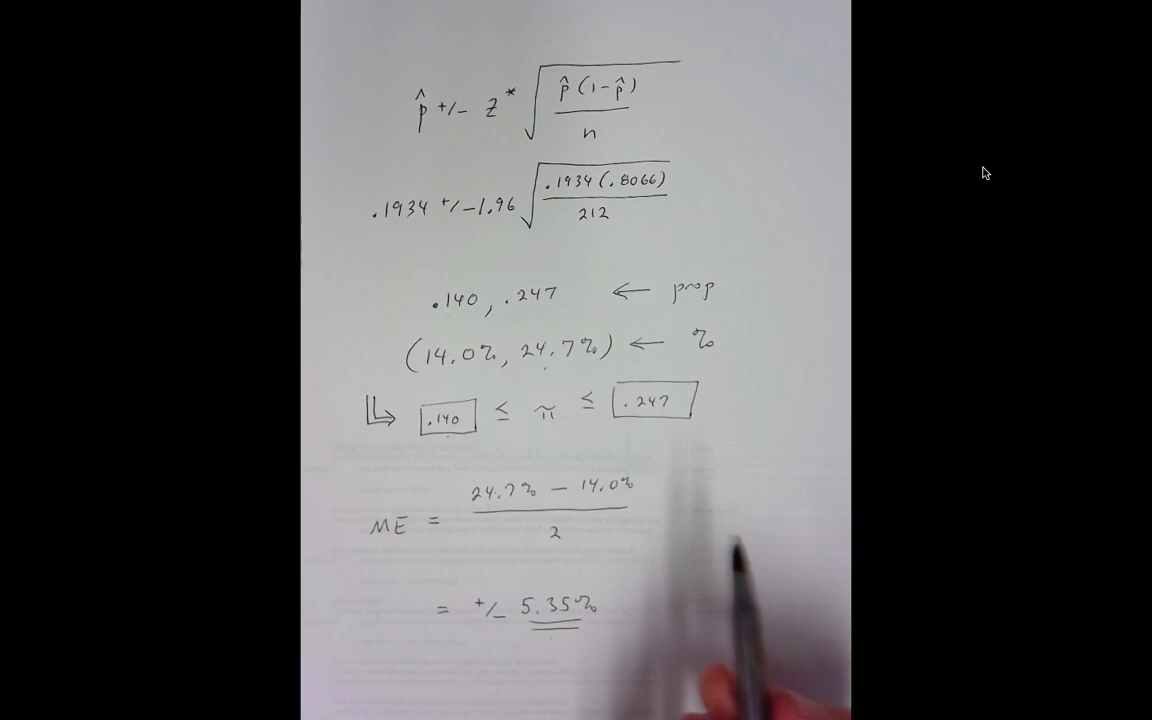 p̂ +/- z* √ p̂(1-p̂) / n
.1934 +/- 1.96 √ .1934(.8066) / 212
.140, .247 ← prop
(14.0%, 24.7%) ← %
↳ .140 ≤ π ≤ .247
ME = 24.7% - 14.0% / 2
= +/- 5.35%